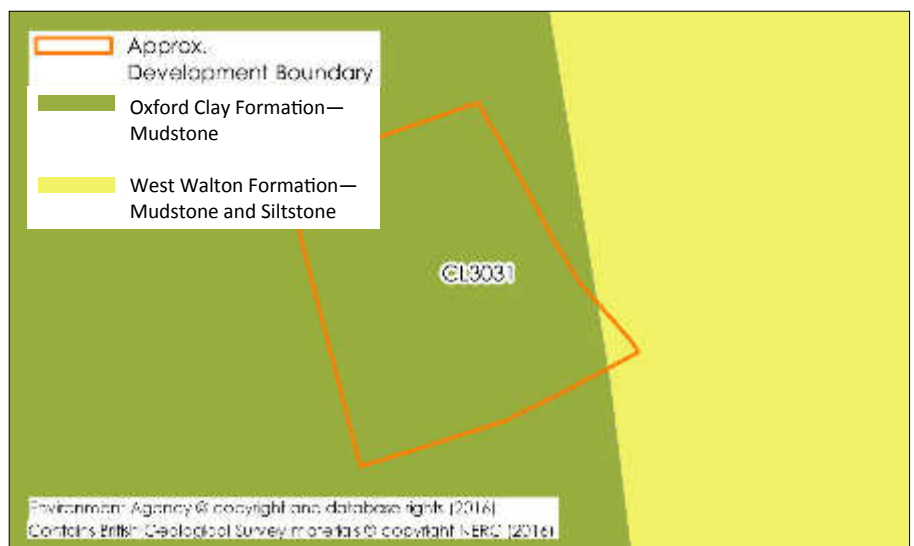 Approx.
Development Boundary
Oxford Clay Formation—
Mudstone
West Walton Formation—
Mudstone and Siltstone
CL3031
Environment Agency © copyright and database rights (2016)
Contains British Geological Survey materials © copyright NERC (2016)